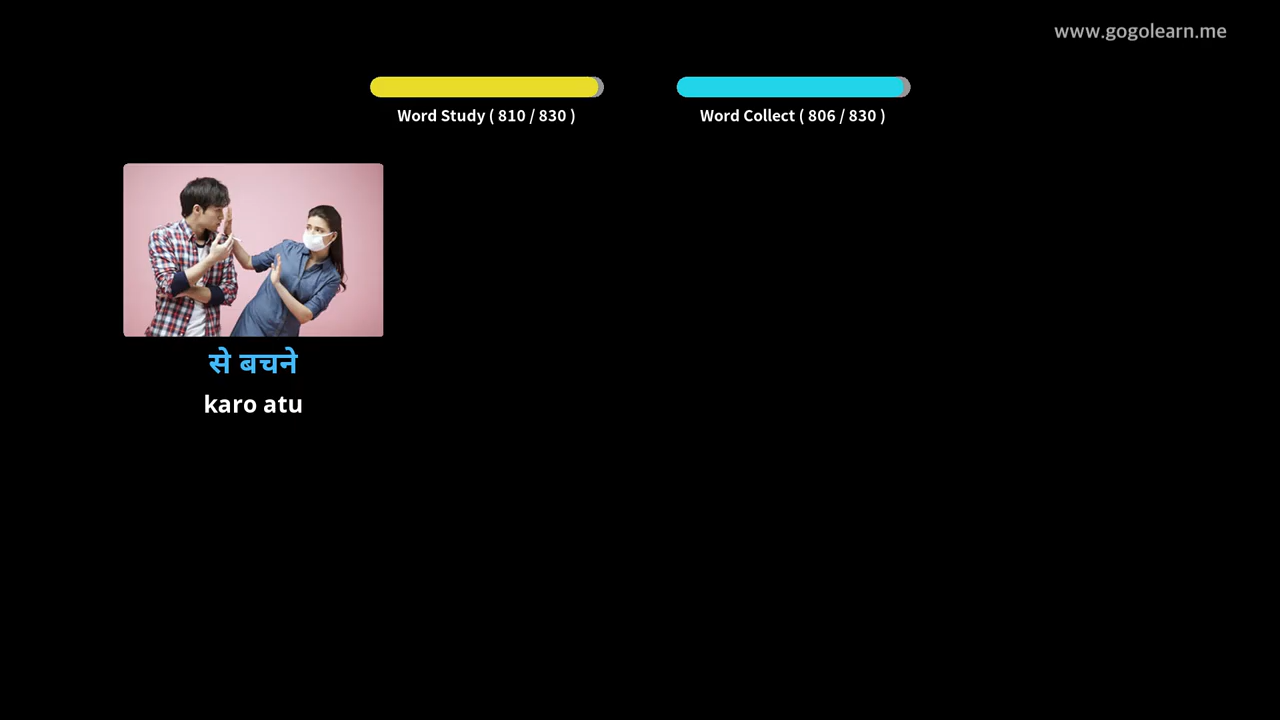 www.gogolearn.me
Word Study ( 810 / 830 )
Word Collect ( 806 / 830 )
से बचने
karo atu